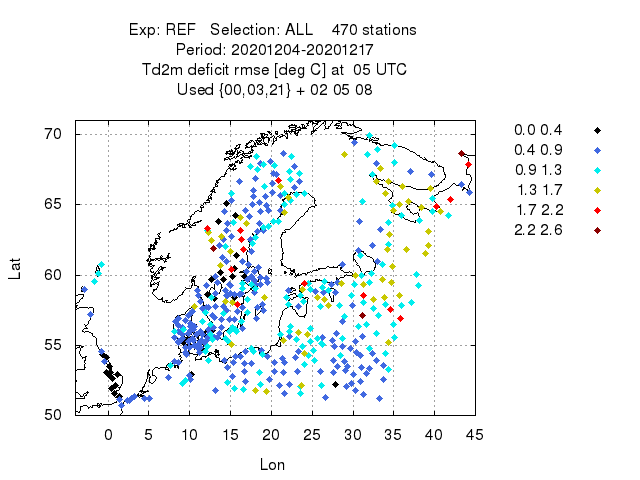 Exp: REF   Selection: ALL    470 stations
Period: 20201204-20201217
Td2m deficit rmse [deg C] at  05 UTC
Used {00,03,21} + 02 05 08
0.0 0.4
0.4 0.9
0.9 1.3
1.3 1.7
1.7 2.2
2.2 2.6
70
65
60
55
50
Lat
0 5 10 15 20 25 30 35 40 45
Lon